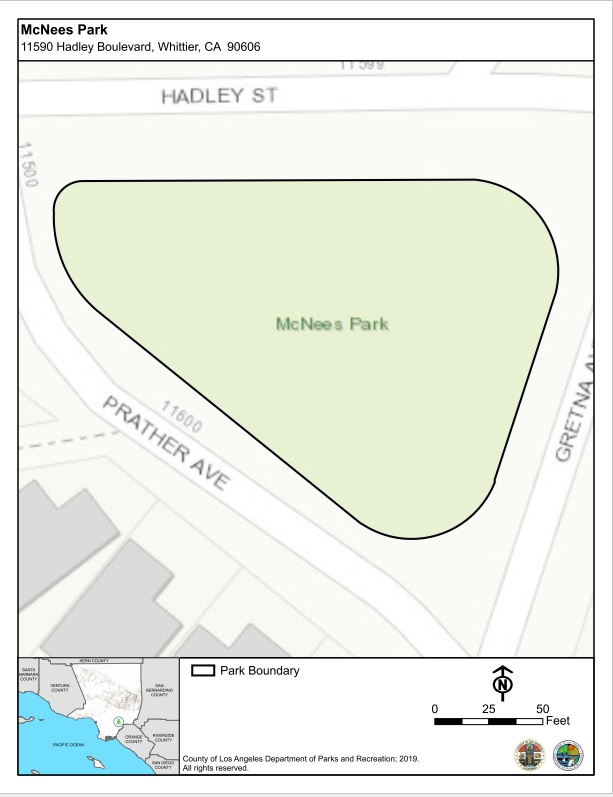 McNees Park
11590 Hadley Boulevard, Whittier, CA 90606
11599
HADLEY ST
11500
McNees Park
GRETNA AV
11600
PRATHER AVE
KERN COUNTY
SANTA
BARBARA
COUNTY
VENTURA
COUNTY
SAN
BERNARDINO
COUNTY
ORANGE
COUNTY
RIVERSIDE
COUNTY
PACIFIC OCEAN
SAN DIEGO
COUNTY
Park Boundary
N
0 25 50
Feet
County of Los Angeles Department of Parks and Recreation; 2019.
All rights reserved.